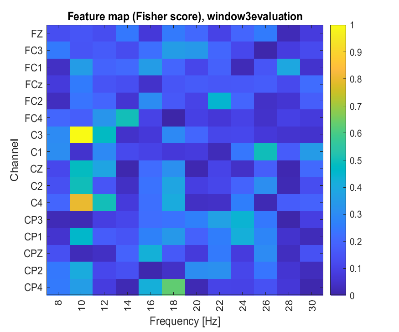 Feature map (Fisher score), window3evaluation
Channel
FZ
FC3
FC1
FCz
FC2
FC4
C3
C1
CZ
C2
C4
CP3
CP1
CPZ
CP2
CP4
8 10 12 14 16 18 20 22 24 26 28 30
Frequency [Hz]
1
0.9
0.8
0.7
0.6
0.5
0.4
0.3
0.2
0.1
0